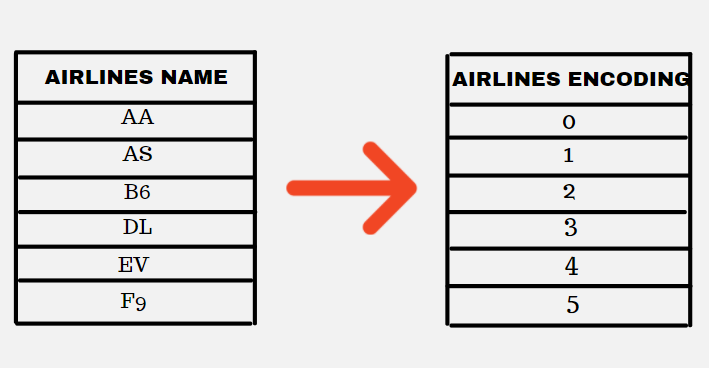 AIRLINES NAME
AA
AS
B6
DL
EV
F9
AIRLINES ENCODING
0
1
2
3
4
5